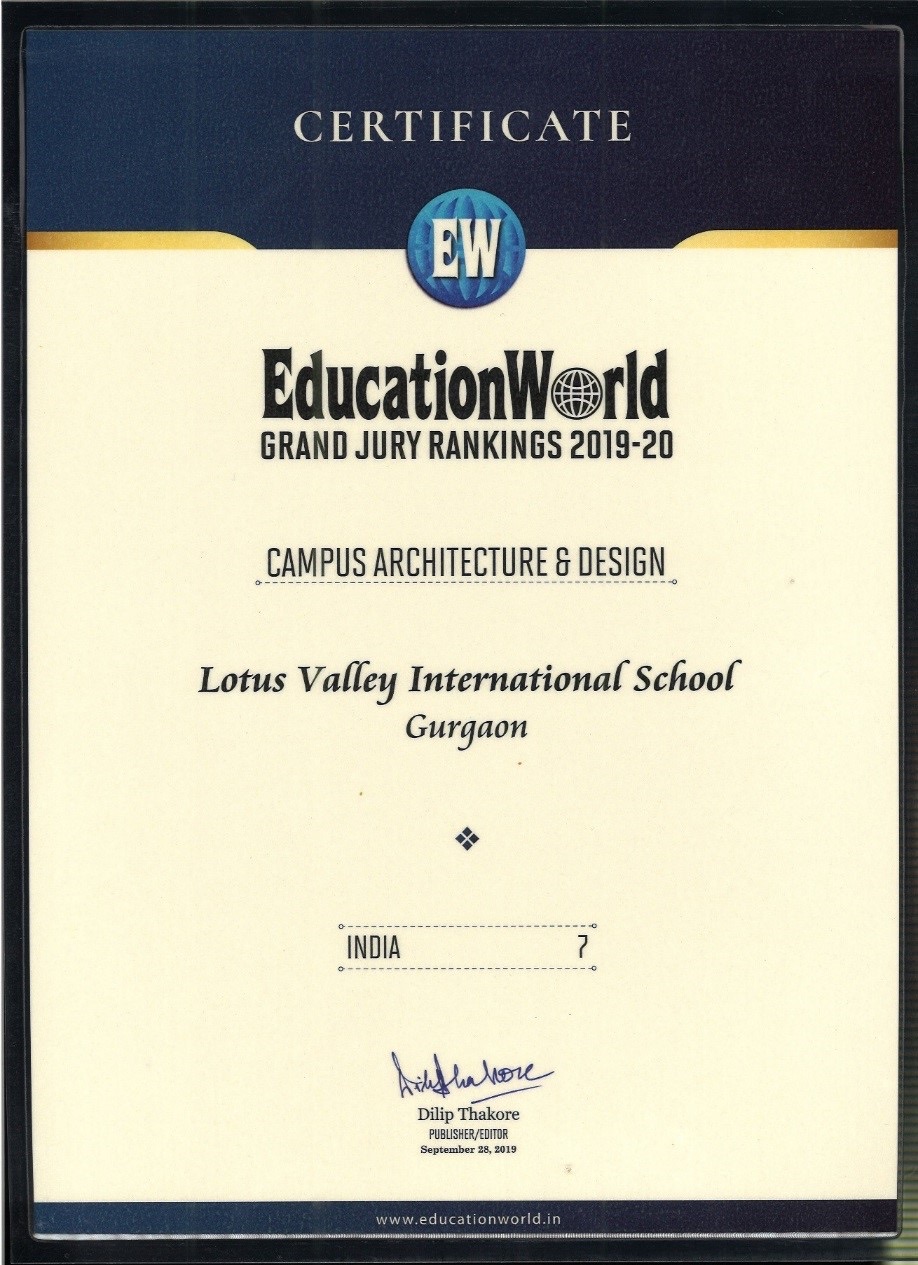 CERTIFICATE
EW
EducationWorld
GRAND JURY RANKINGS 2019-20
CAMPUS ARCHITECTURE & DESIGN
Lotus Valley International School
Gurgaon
INDIA 7
Dilip Thakore
Dilip Thakore
PUBLISHER/EDITOR
September 28, 2019
www.educationworld.in